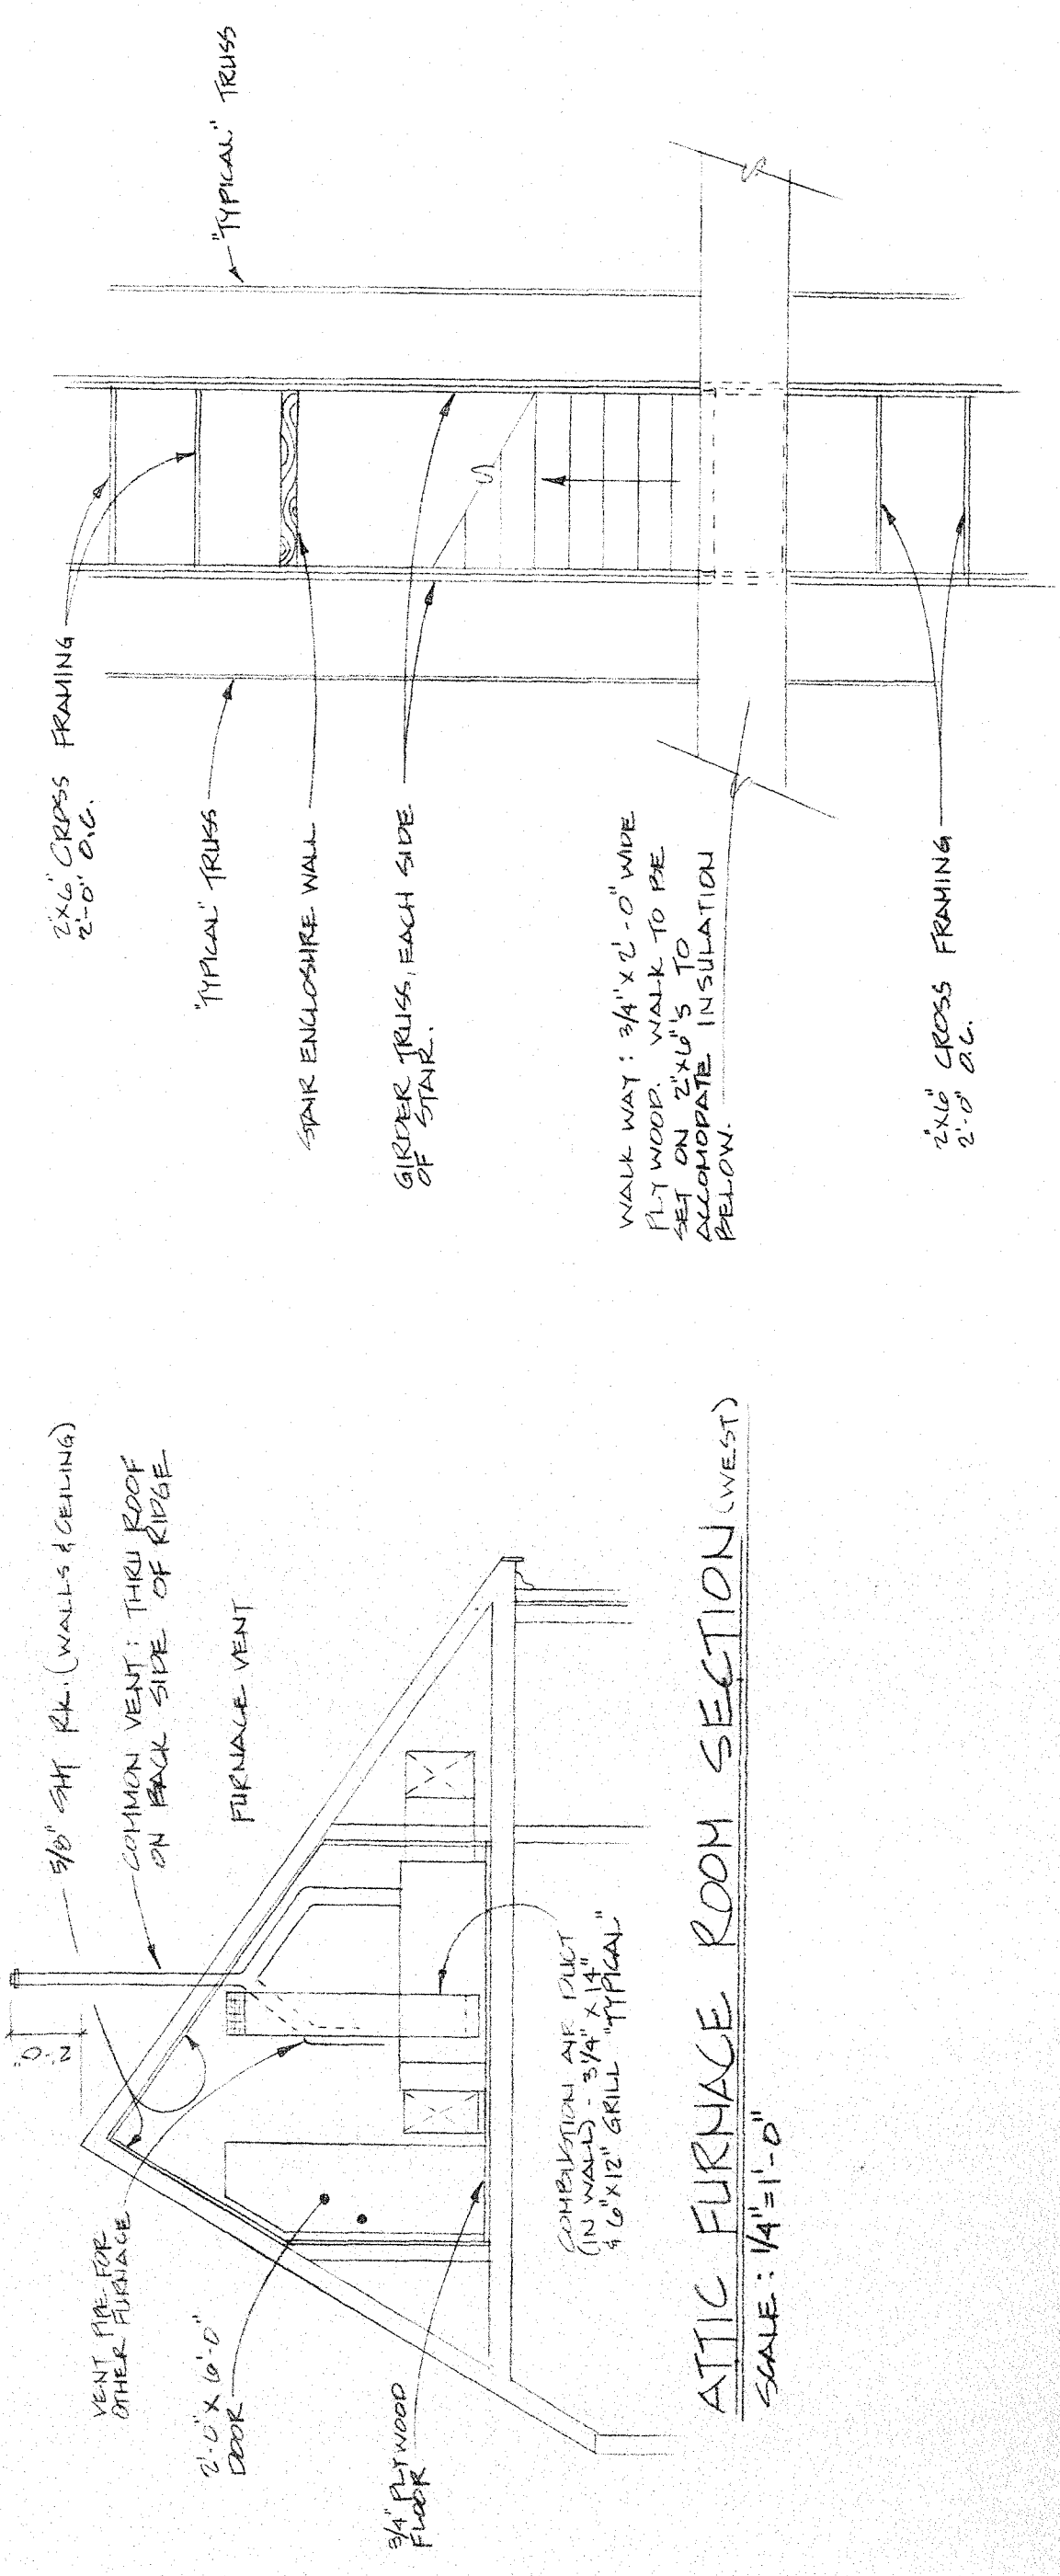 VENT PIPE FOR
OTHER FURNACE
2'-0" X 6'-0"
DOOR
3/4" PLYWOOD
FLOOR
2'-0"
5/8" SHT RK. (WALLS & CEILING)
COMMON VENT: THRU ROOF
ON BACK SIDE OF RIDGE
FURNACE VENT
COMBUSTION AIR DUCT
(IN WALL) - 3 1/4" X 14"
& 6"X12" GRILL "TYPICAL"
ATTIC FURNACE ROOM SECTION (WEST)
SCALE: 1/4"=1'-0"
2"X6" CROSS FRAMING
2'-0" O.C.
"TYPICAL" TRUSS
STAIR ENCLOSURE WALL
GIRDER TRUSS, EACH SIDE
OF STAIR.
WALK WAY: 3/4" X 2'-0" WIDE
PLYWOOD. WALK TO BE
SET ON 2"X6"'S TO
ACCOMODATE INSULATION
BELOW.
2"X6" CROSS FRAMING
2'-0" O.C.
"TYPICAL" TRUSS